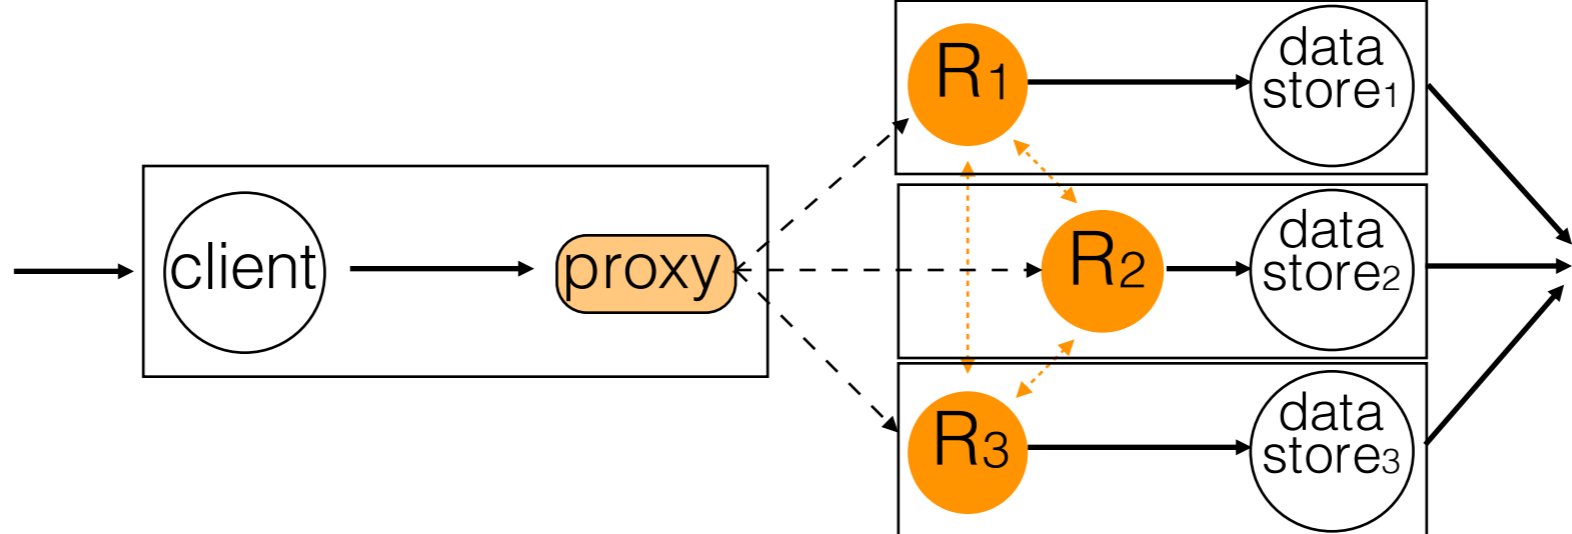 R1
data
store1
client
proxy
R2
data
store2
R3
data
store3